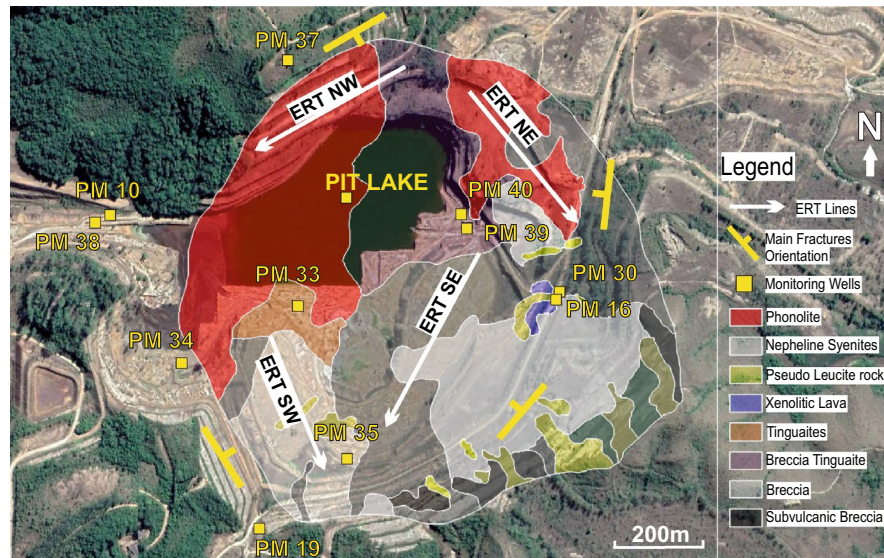 PM 37
ERT NW
ERT NE
N
PIT LAKE
PM 10
PM 40
PM 38
PM 39
PM 33
ERT SE
PM 30
PM 16
PM 34
ERT SW
PM 35
PM 19
200m
Legend
ERT Lines
Main Fractures
Orientation
Monitoring Wells
Phonolite
Nepheline Syenites
Pseudo Leucite rock
Xenolitic Lava
Tinguaites
Breccia Tinguaite
Breccia
Subvulcanic Breccia